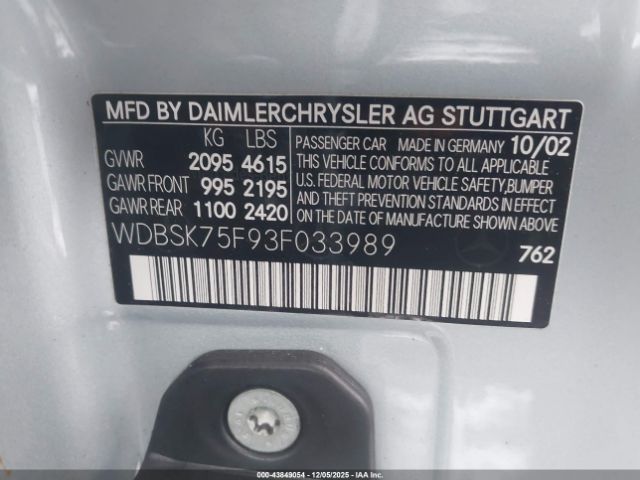 MFD BY DAIMLERCHRYSLER AG STUTTGART
KG LBS
GVWR 2095 4615
GAWR FRONT 995 2195
GAWR REAR 1100 2420
PASSENGER CAR MADE IN GERMANY 10/02
THIS VEHICLE CONFORMS TO ALL APPLICABLE
U.S. FEDERAL MOTOR VEHICLE SAFETY,BUMPER
AND THEFT PREVENTION STANDARDS IN EFFECT
ON THE DATE OF MANUFACTURE SHOWN ABOVE
WDBSK75F93F033989
762
000-43849054 - 12/05/2025 - IAAI. Copyright